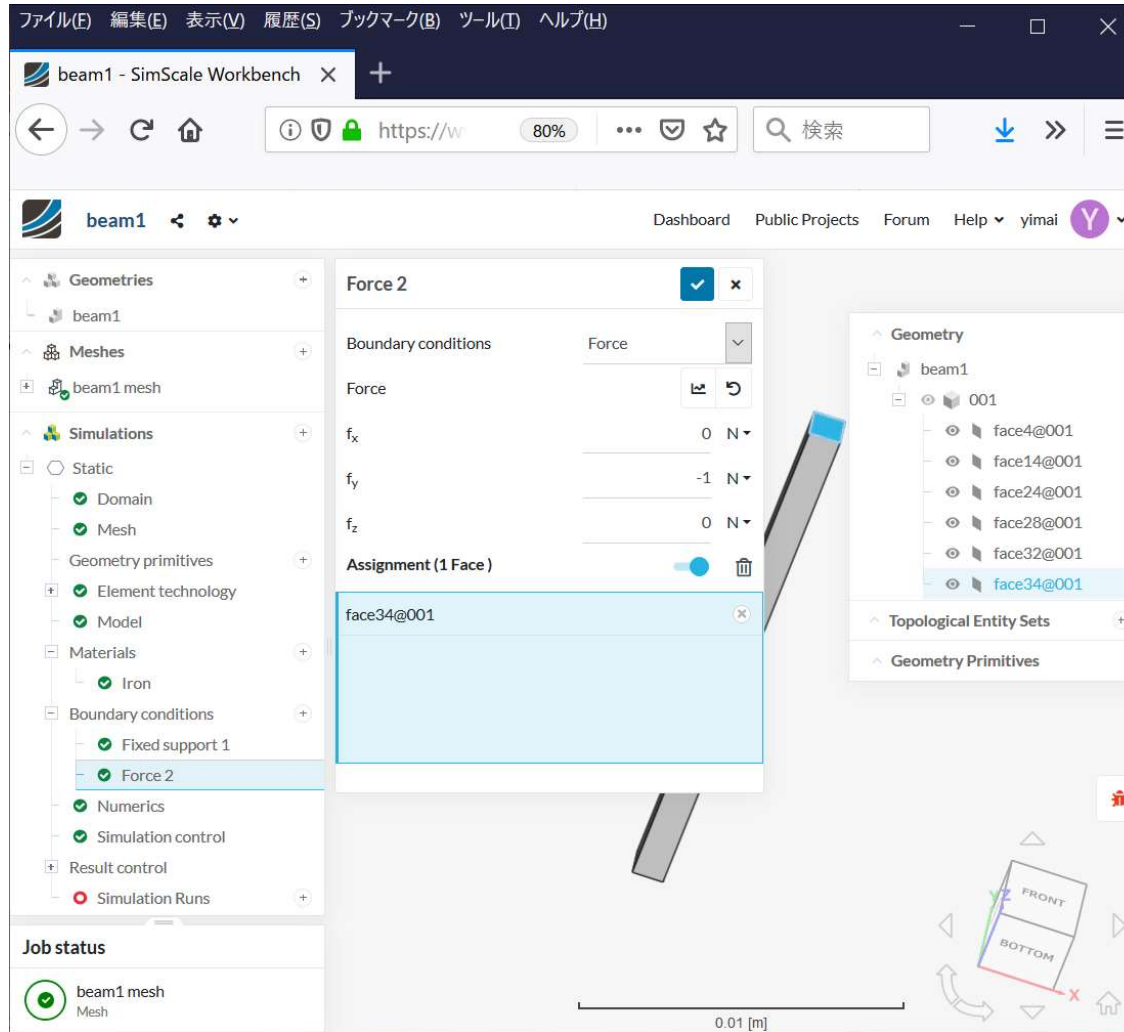 ファイル(F) 編集(E) 表示(V) 履歴(S) ブックマーク(B) ツール(T) ヘルプ(H)
beam1 - SimScale Workbench
https://w 80% 検索
beam1 Dashboard Public Projects Forum Help yimai Y
Geometries
beam1
Meshes
beam1 mesh
Simulations
Static
Domain
Mesh
Geometry primitives
Element technology
Model
Materials
Iron
Boundary conditions
Fixed support 1
Force 2
Numerics
Simulation control
Result control
Simulation Runs
Job status
beam1 mesh
Mesh
Force 2
Boundary conditions Force
Force
fx 0 N
fy -1 N
fz 0 N
Assignment (1 Face )
face34@001
Geometry
beam1
001
face4@001
face14@001
face24@001
face28@001
face32@001
face34@001
Topological Entity Sets
Geometry Primitives
Y Z FRONT
BOTTOM
X
0.01 [m]